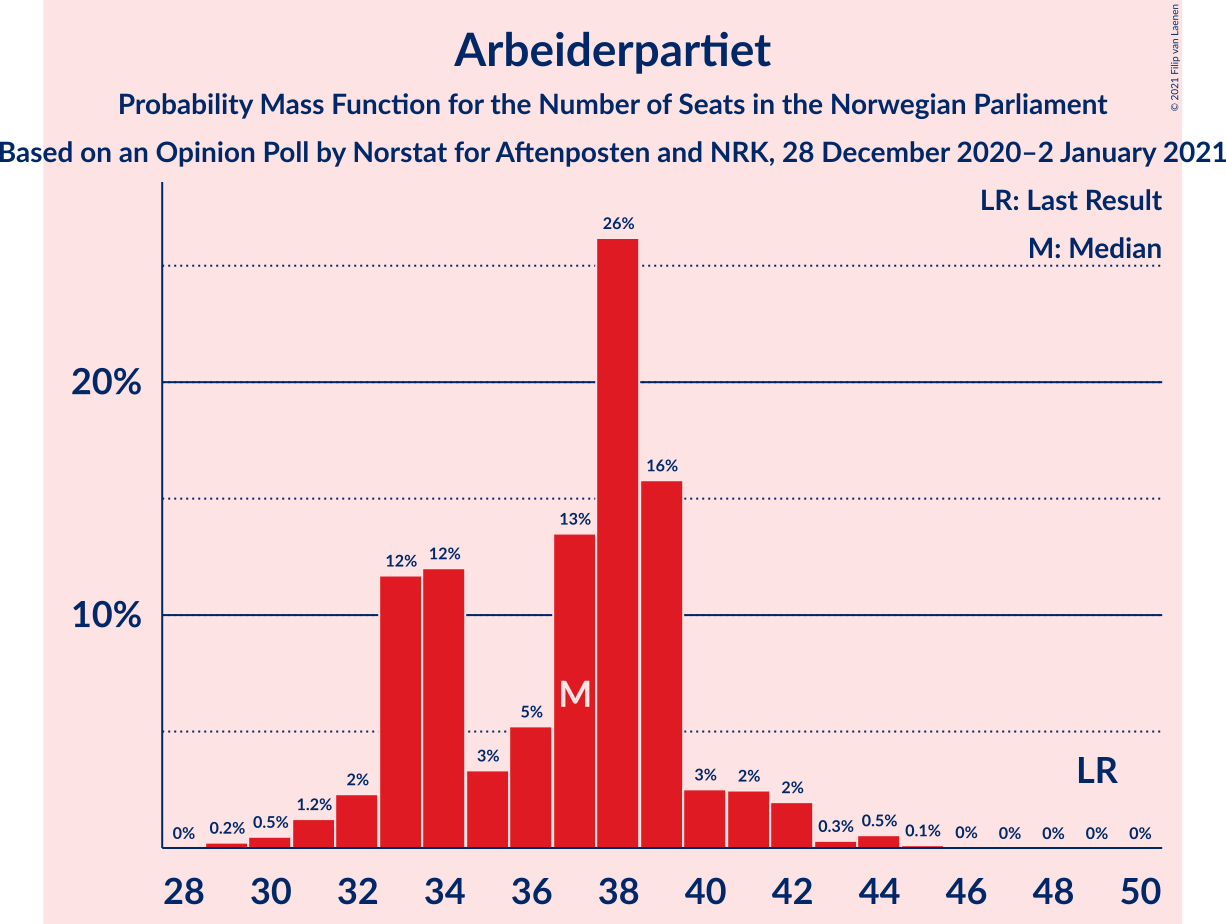 Arbeiderpartiet
Probability Mass Function for the Number of Seats in the Norwegian Parliament
Based on an Opinion Poll by Norstat for Aftenposten and NRK, 28 December 2020–2 January 2021
© 2021 Filip van Laenen
LR: Last Result
M: Median
20%
10%
0% 0.2% 0.5% 1.2% 2% 12% 12% 3% 5% 13% 26% 16% 3% 2% 2% 0.3% 0.5% 0.1% 0% 0% 0% 0% 0%
M
LR
28 30 32 34 36 38 40 42 44 46 48 50